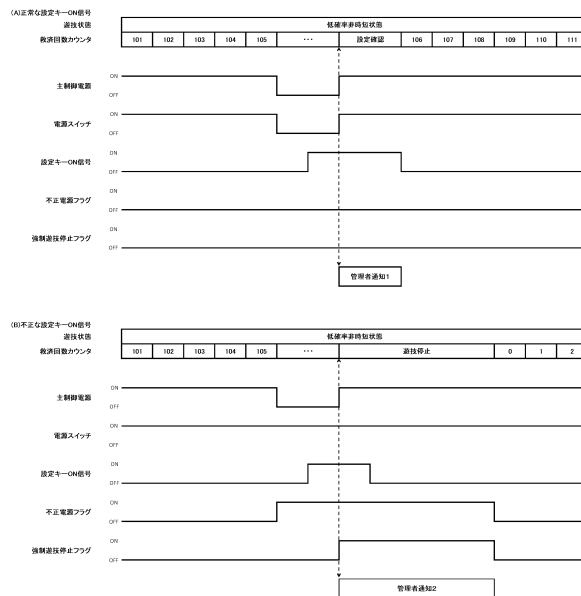 (A)正常な設定キーON信号
遊技状態 低確率非時短状態
救済回数カウンタ 101 102 103 104 105 ･･･ 設定確認 106 107 108 109 110 111
主制御電源 ON OFF
電源スイッチ ON OFF
設定キーON信号 ON OFF
不正電源フラグ ON OFF
強制遊技停止フラグ ON OFF
管理者通知1
(B)不正な設定キーON信号
遊技状態 低確率非時短状態
救済回数カウンタ 101 102 103 104 105 ･･･ 遊技停止 0 1 2
主制御電源 ON OFF
電源スイッチ ON OFF
設定キーON信号 ON OFF
不正電源フラグ ON OFF
強制遊技停止フラグ ON OFF
管理者通知2